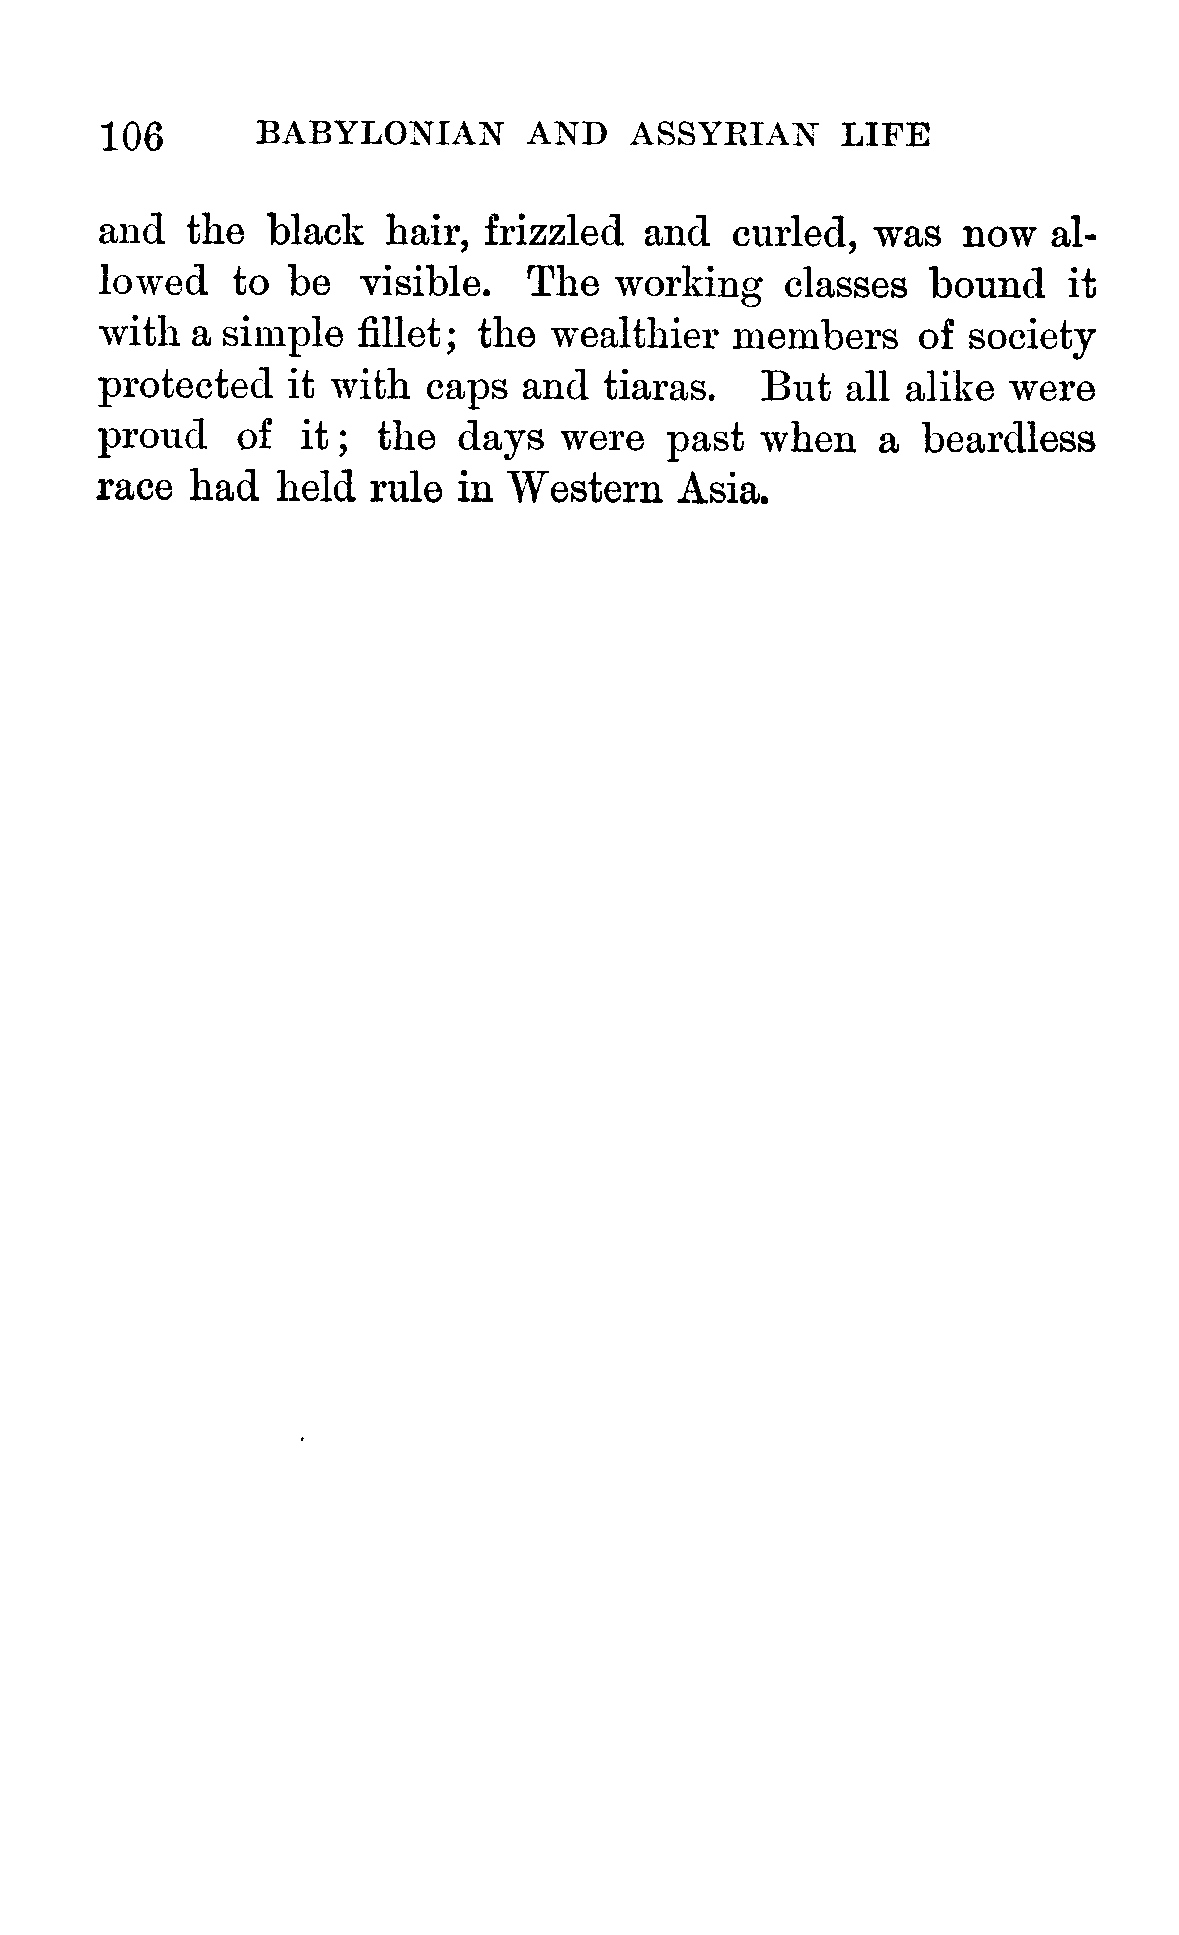 106 BABYLONIAN AND ASSYRIAN LIFE
and the black hair, frizzled and curled, was now al-
lowed to be visible. The working classes bound it
with a simple fillet; the wealthier members of society
protected it with caps and tiaras. But all alike were
proud of it; the days were past when a beardless
race had held rule in Western Asia.